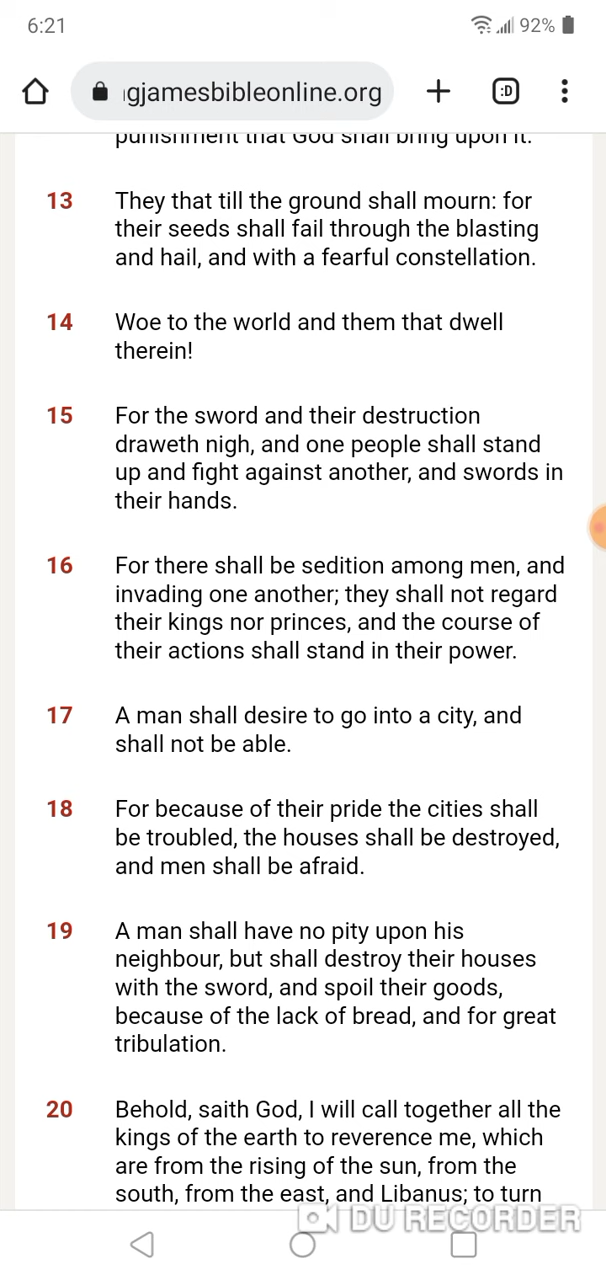 6:21
92%
gjamesbibleonline.org
:D
punishment that God shall bring upon it.
13 They that till the ground shall mourn: for
their seeds shall fail through the blasting
and hail, and with a fearful constellation.
14 Woe to the world and them that dwell
therein!
15 For the sword and their destruction
draweth nigh, and one people shall stand
up and fight against another, and swords in
their hands.
16 For there shall be sedition among men, and
invading one another; they shall not regard
their kings nor princes, and the course of
their actions shall stand in their power.
17 A man shall desire to go into a city, and
shall not be able.
18 For because of their pride the cities shall
be troubled, the houses shall be destroyed,
and men shall be afraid.
19 A man shall have no pity upon his
neighbour, but shall destroy their houses
with the sword, and spoil their goods,
because of the lack of bread, and for great
tribulation.
20 Behold, saith God, I will call together all the
kings of the earth to reverence me, which
are from the rising of the sun, from the
south, from the east, and Libanus; to turn
DU RECORDER